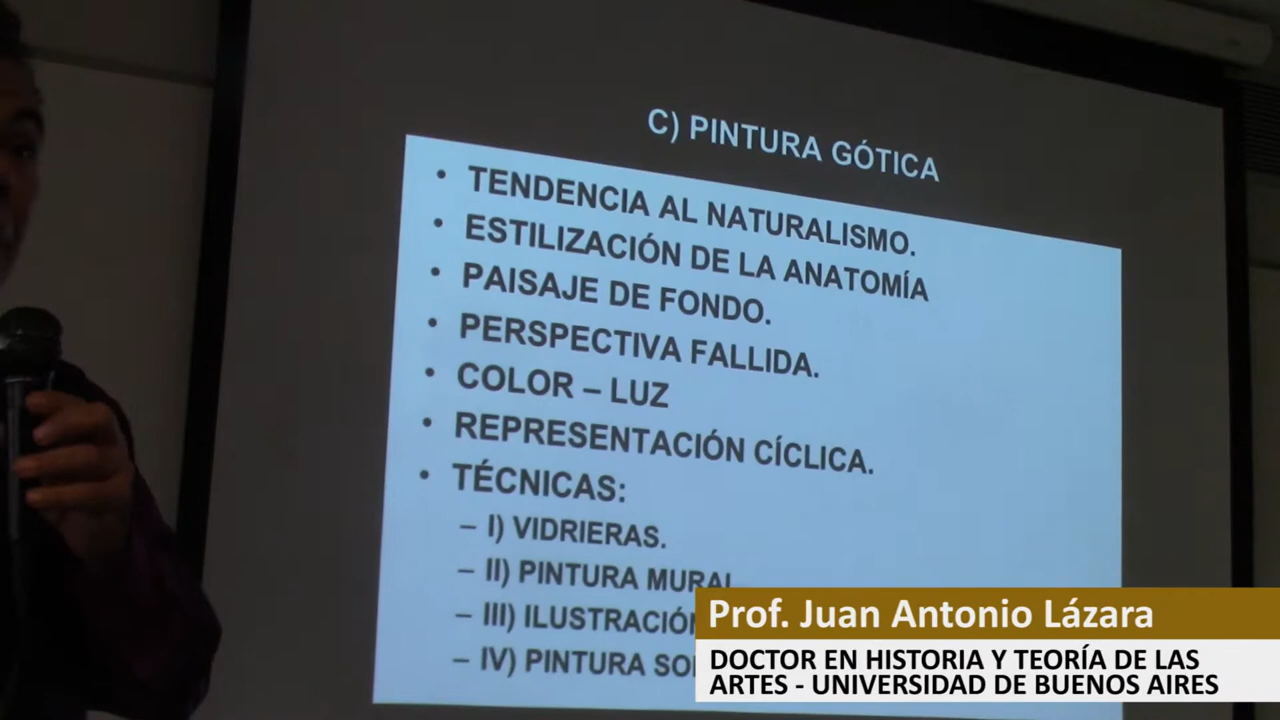 C) PINTURA GÓTICA
• TENDENCIA AL NATURALISMO.
• ESTILIZACIÓN DE LA ANATOMÍA
• PAISAJE DE FONDO.
• PERSPECTIVA FALLIDA.
• COLOR – LUZ
• REPRESENTACIÓN CÍCLICA.
• TÉCNICAS:
– I) VIDRIERAS.
– II) PINTURA MURAL
– III) ILUSTRACIÓN
– IV) PINTURA
Prof. Juan Antonio Lázara
DOCTOR EN HISTORIA Y TEORÍA DE LAS
ARTES - UNIVERSIDAD DE BUENOS AIRES